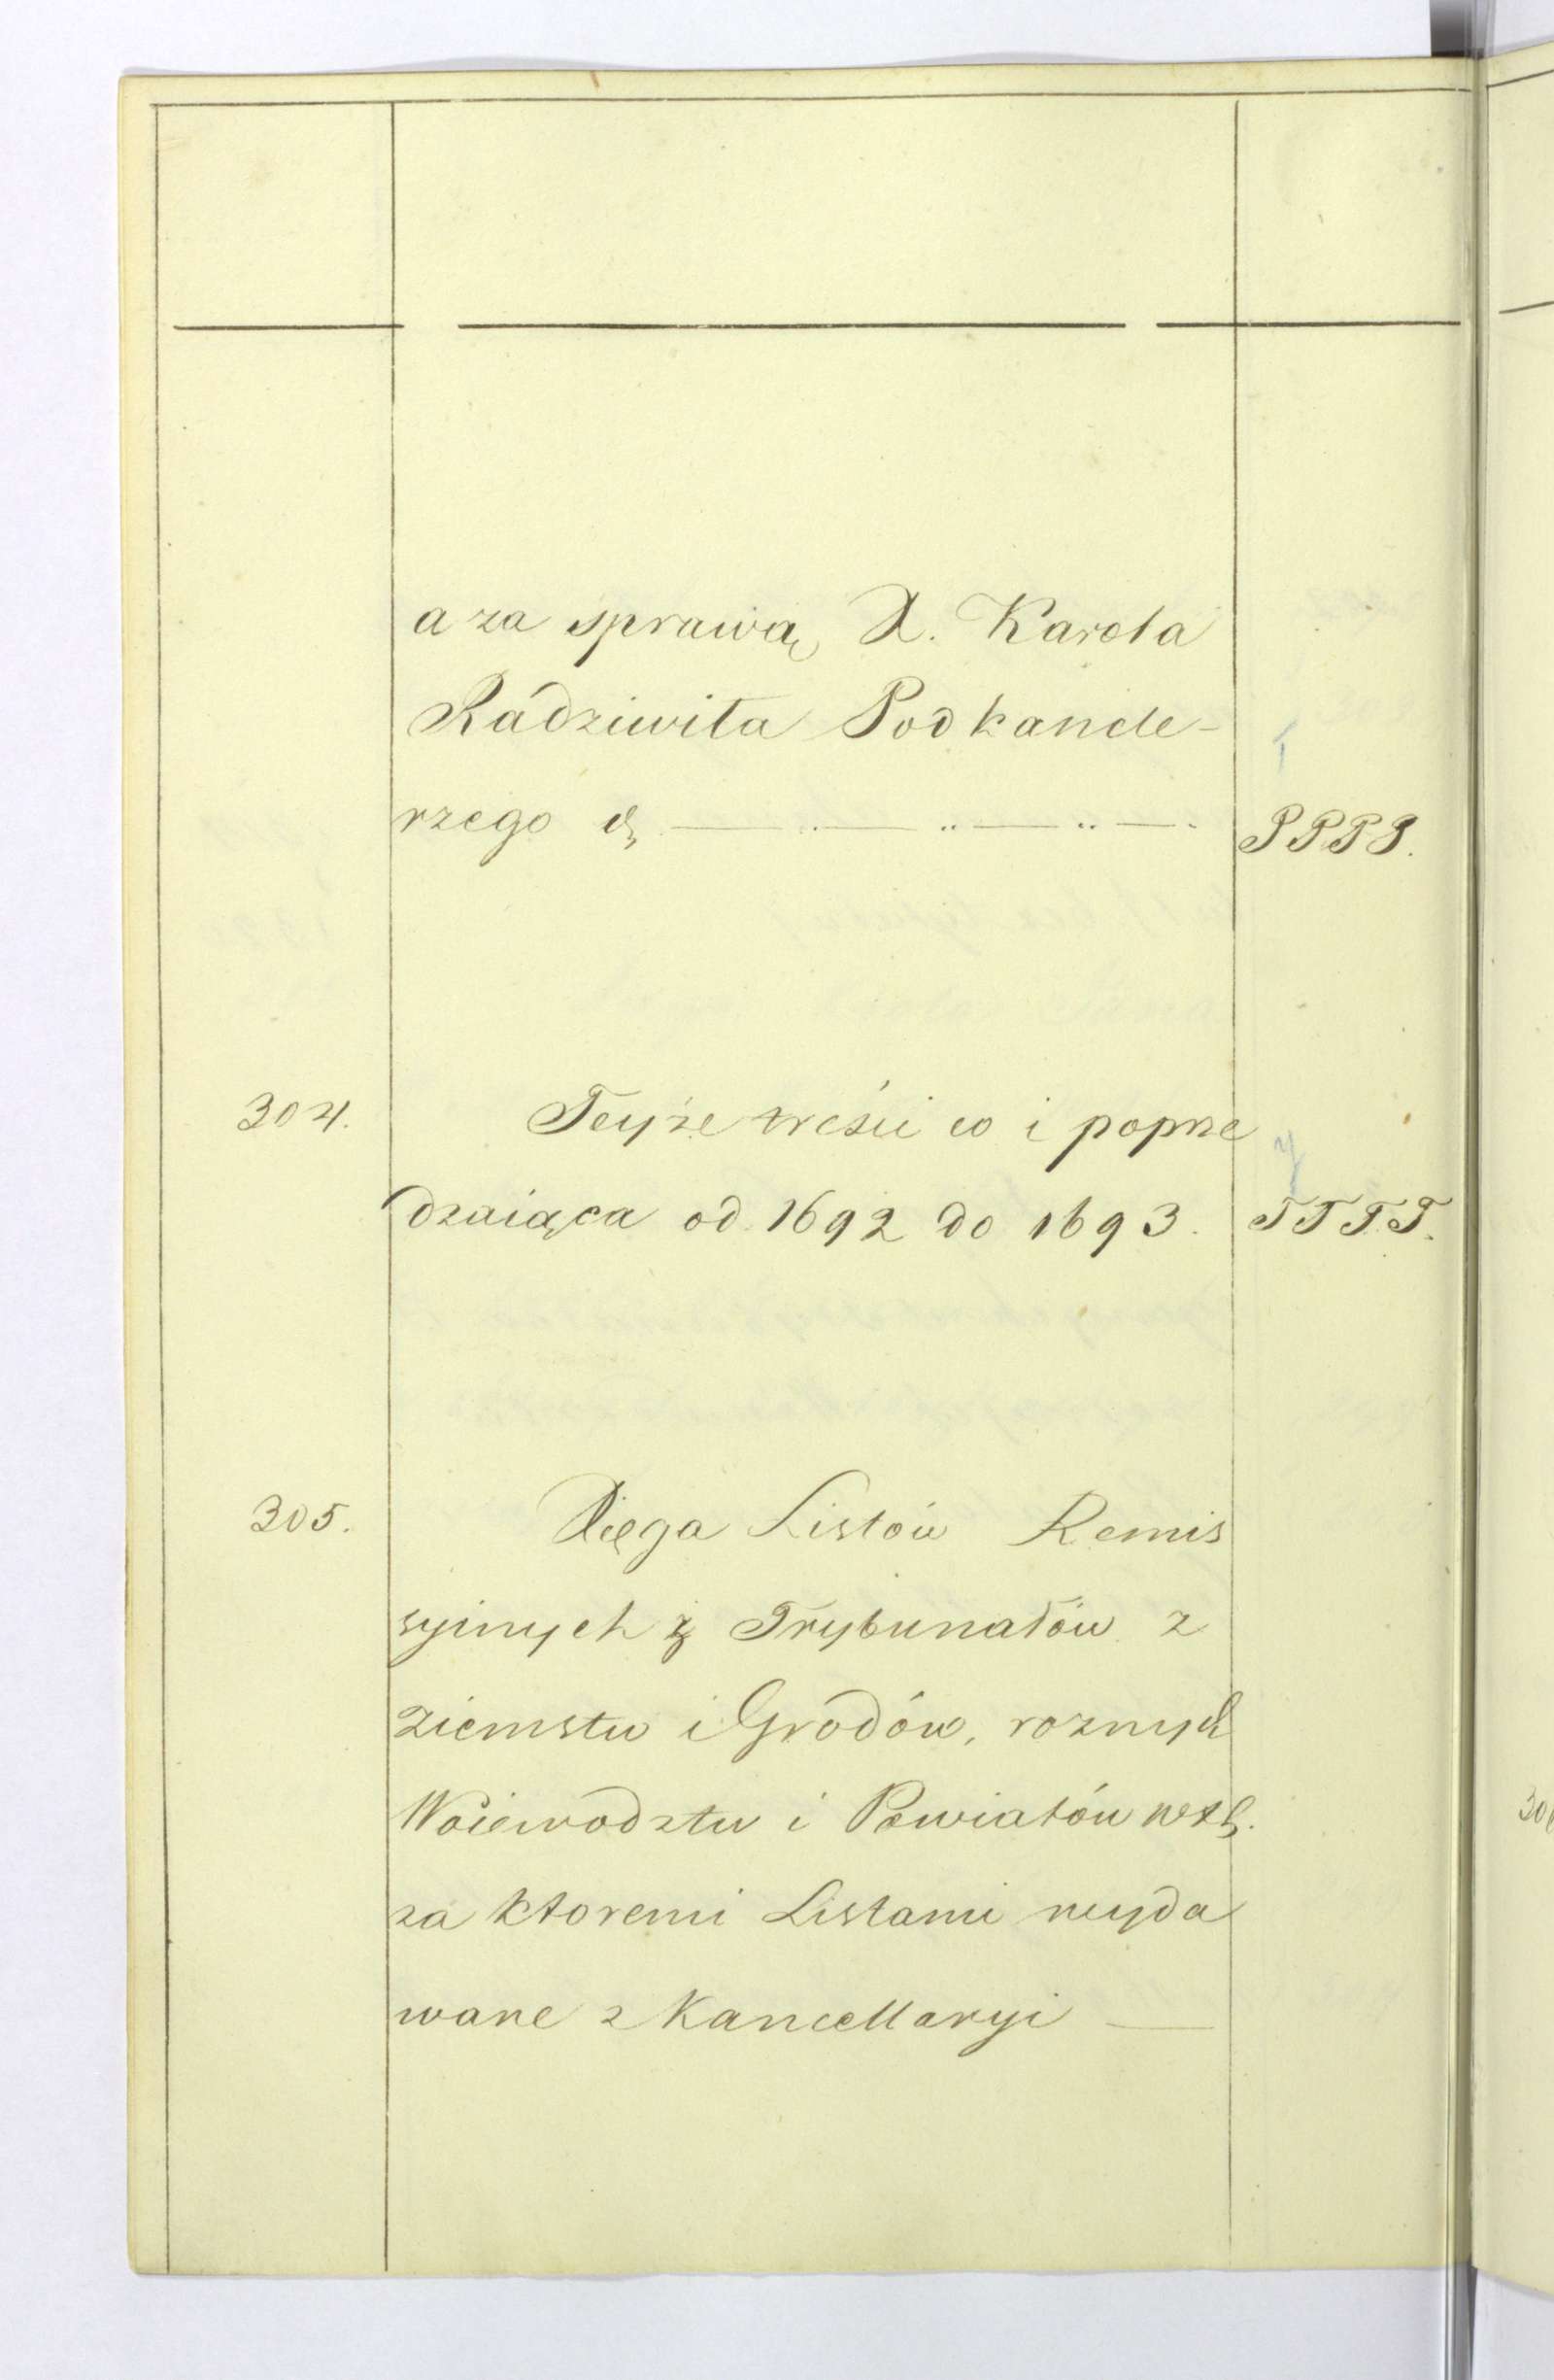 a za sprawą X. Karola
Radziwiła Podkancle-
rzego
PPPP.
304.
Teyże treści co i poprze
dzaiąca od 1692 do 1693.
TTTT.
305.
Xięga Listów Remis
syinych z Trybunałów z
ziemstw i Grodów, roznych
Woiewodztw i Powiatów
za ktoremi Listami wyda
wane z Kancellaryi —